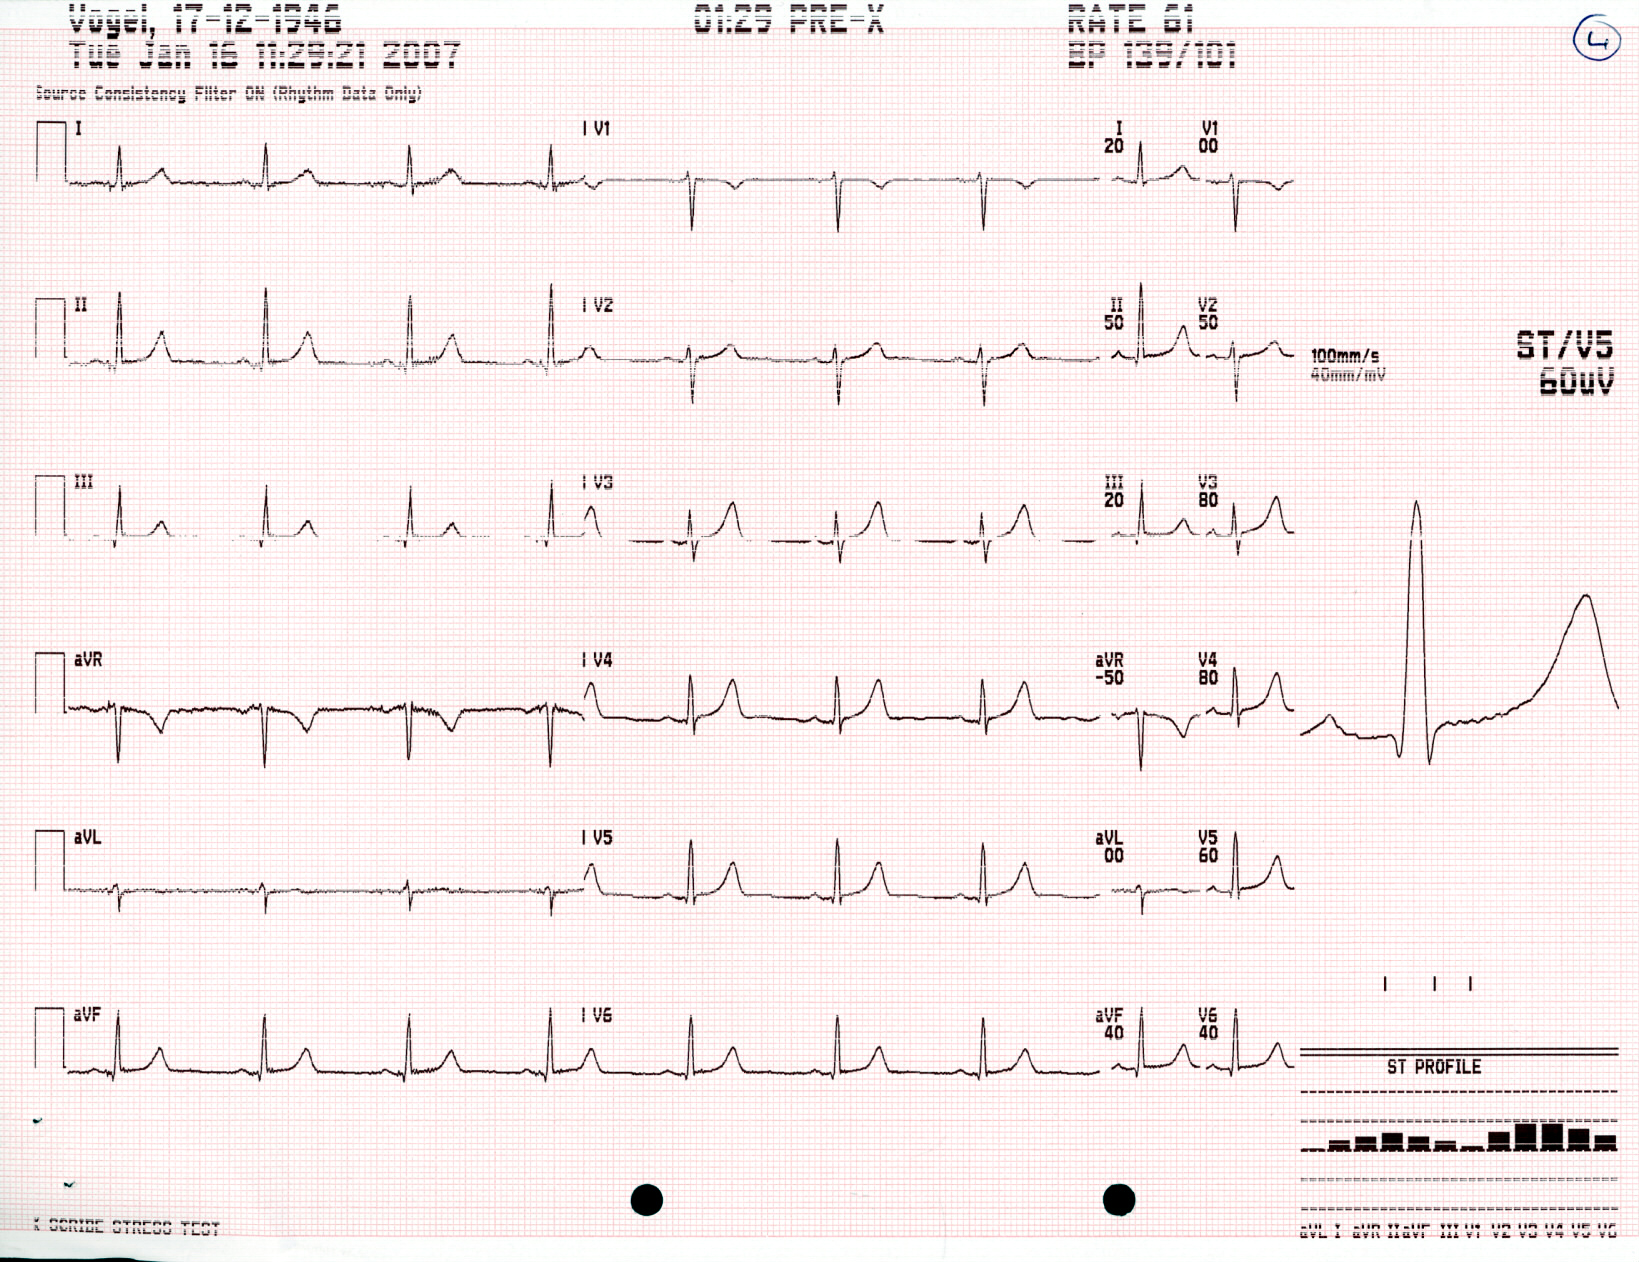 Vogel, 17-12-1946 01:29 PRE-X RATE 61
Tue Jan 16 11:29:21 2007 BP 139/101
4
Source Consistency Filter ON (Rhythm Data Only)
I V1 I V1
20 00
II V2 II V2
50 50
100mm/s
40mm/mV
ST/V5
60uV
III V3 III V3
20 80
aVR V4 aVR V4
-50 80
aVL V5 aVL V5
00 60
aVF V6 aVF V6
40 40
ST PROFILE
X SCRIBE STRESS TEST
aVL I aVR II aVF III V1 V2 V3 V4 V5 V6